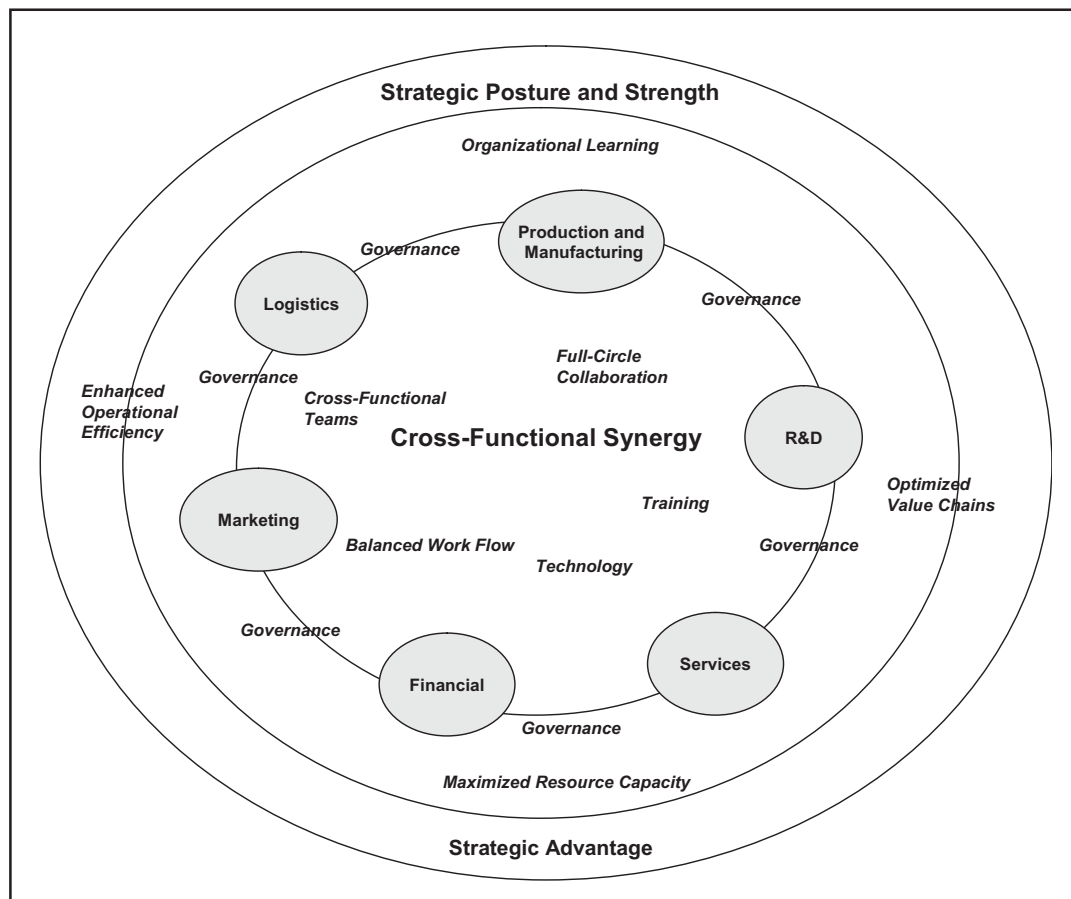 Strategic Posture and Strength
Organizational Learning
Production and
Manufacturing
Governance
Logistics
Governance
Full-Circle
Collaboration
Governance
Enhanced
Operational
Efficiency
Cross-Functional
Teams
Cross-Functional Synergy
R&D
Optimized
Value Chains
Training
Marketing
Balanced Work Flow
Governance
Technology
Governance
Services
Financial
Governance
Maximized Resource Capacity
Strategic Advantage